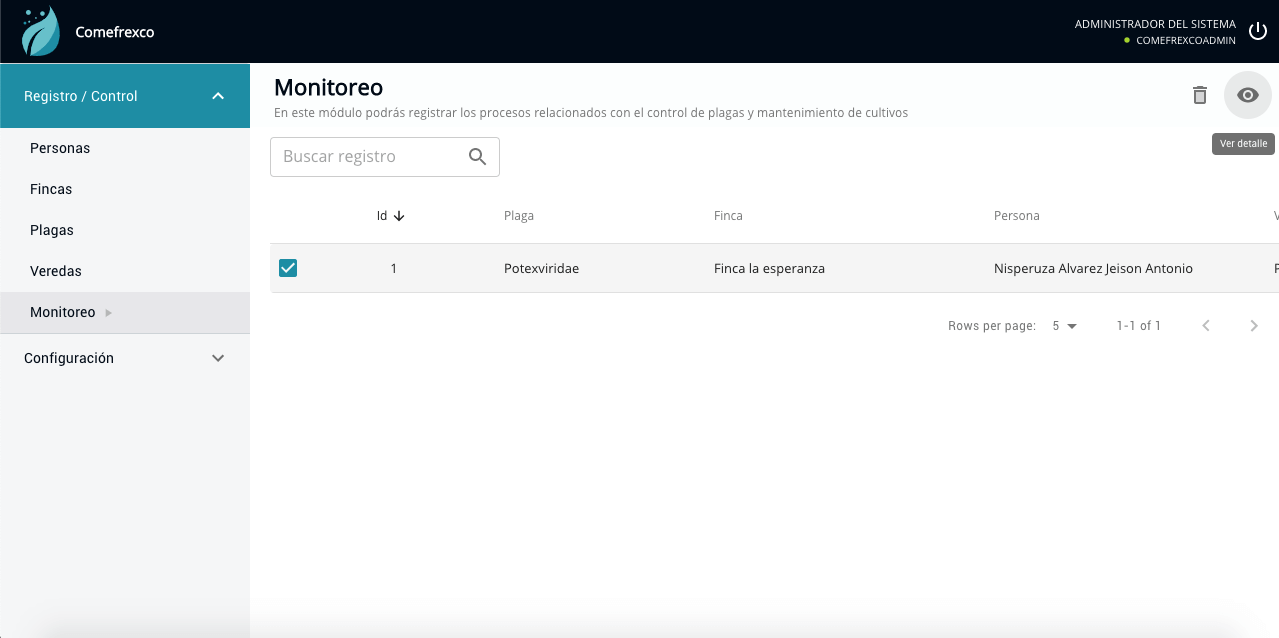 Comefrexco
ADMINISTRADOR DEL SISTEMA
COMEFREXCOADMIN
Registro / Control
Personas
Fincas
Plagas
Veredas
Monitoreo
Configuración
Monitoreo
En este módulo podrás registrar los procesos relacionados con el control de plagas y mantenimiento de cultivos
Ver detalle
Buscar registro
Id Plaga Finca Persona
1 Potexviridae Finca la esperanza Nisperuza Alvarez Jeison Antonio
Rows per page: 5 1-1 of 1